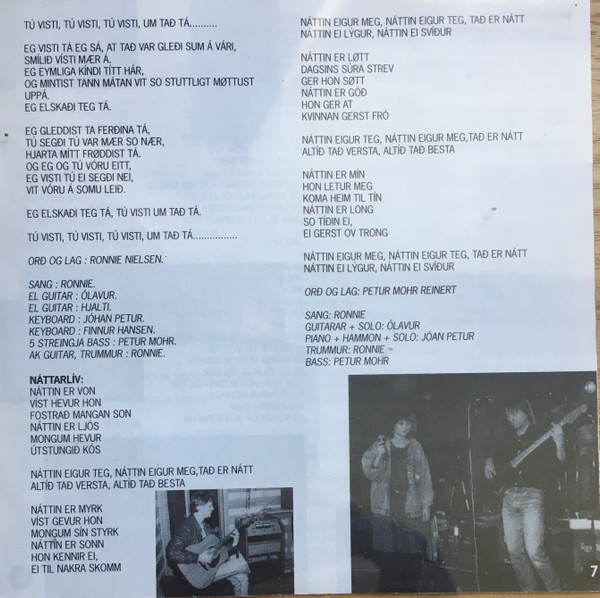 TÚ VISTI, TÚ VISTI, TÚ VISTI, UM TAÐ TÁ..........
EG VISTI TÁ EG SÁ, AT TAÐ VAR GLEÐI SUM Á VÁRI,
SMÍLIÐ VÍSTI MÆR Á.
EG EYMLIGA KÍNDI TÍTT HÁR,
OG MINTIST TANN MÁTAN VIT SO STUTTLIGT MØTTUST
UPPÁ.
EG ELSKAÐI TEG TÁ.
EG GLEDDIST TA FERÐINA TÁ,
TÚ SEGÐI TÚ VAR MÆR SO NÆR,
HJARTA MÍTT FRØDDIST TÁ.
OG EG OG TÚ VÓRU EITT,
EG VISTI TÚ EI SEGÐI NEI,
VIT VÓRU Á SOMU LEIÐ.
EG ELSKAÐI TEG TÁ, TÚ VISTI UM TAÐ TÁ.
TÚ VISTI, TÚ VISTI, TÚ VISTI, UM TAÐ TÁ................
ORÐ OG LAG : RONNIE NIELSEN.
SANG : RONNIE.
EL GUITAR : ÓLAVUR.
EL GUITAR : HJALTI.
KEYBOARD : JÓHAN PETUR.
KEYBOARD : FINNUR HANSEN.
5 STREINGJA BASS : PETUR MOHR.
AK GUITAR, TRUMMUR : RONNIE.
NÁTTARLÍV:
NÁTTIN ER VON
VÍST HEVUR HON
FOSTRAÐ MANGAN SON
NÁTTIN ER LJÓS
MONGUM HEVUR
ÚTSTUNGIÐ KÓS
NÁTTIN EIGUR TEG, NÁTTIN EIGUR MEG,TAÐ ER NÁTT
ALTÍÐ TAÐ VERSTA, ALTÍÐ TAÐ BESTA
NÁTTIN ER MYRK
VÍST GEVUR HON
MONGUM SÍN STYRK
NÁTTIN ER SONN
HON KENNIR EI,
EI TIL NAKRA SKOMM
NÁTTIN EIGUR MEG, NÁTTIN EIGUR TEG, TAÐ ER NÁTT
NÁTTIN EI LÝGUR, NÁTTIN EI SVÍÐUR
NÁTTIN ER LØTT
DAGSINS SÚRA STREV
GER HON SØTT
NÁTTIN ER GÓÐ
HON GER AT
KVINNAN GERST FRÓ
NÁTTIN EIGUR TEG, NÁTTIN EIGUR MEG,TAÐ ER NÁTT
ALTÍÐ TAÐ VERSTA, ALTÍÐ TAÐ BESTA
NÁTTIN ER MÍN
HON LETUR MEG
KOMA HEIM TIL TÍN
NÁTTIN ER LONG
SO TÍÐIN EI,
EI GERST OV TRONG
NÁTTIN EIGUR MEG, NÁTTIN EIGUR TEG, TAÐ ER NÁTT
NÁTTIN EI LÝGUR, NÁTTIN EI SVÍÐUR
ORÐ OG LAG: PETUR MOHR REINERT
SANG: RONNIE
GUITARAR + SOLO: ÓLAVUR
PIANO + HAMMON + SOLO: JÓAN PETUR
TRUMMUR: RONNIE
BASS: PETUR MOHR
7